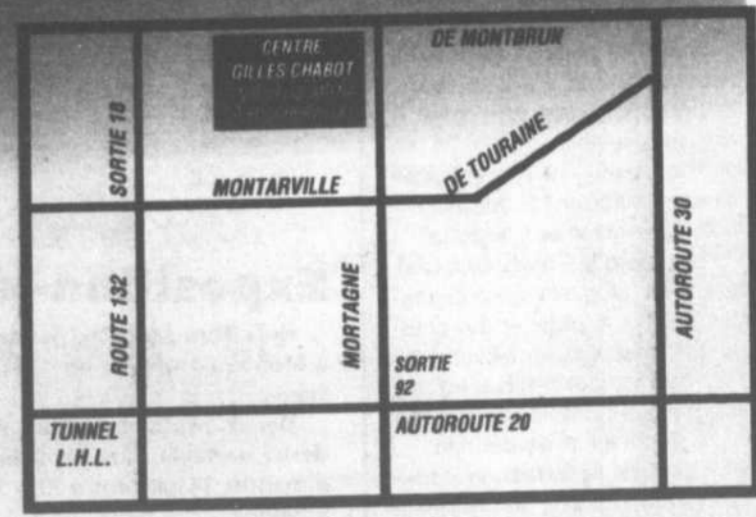 CENTRE
GILLES CHABOT
DE MONTBRUN
SORTIE 18
DE TOURAINE
MONTARVILLE
ROUTE 132
MORTAGNE
AUTOROUTE 30
SORTIE
92
TUNNEL
L.H.L.
AUTOROUTE 20